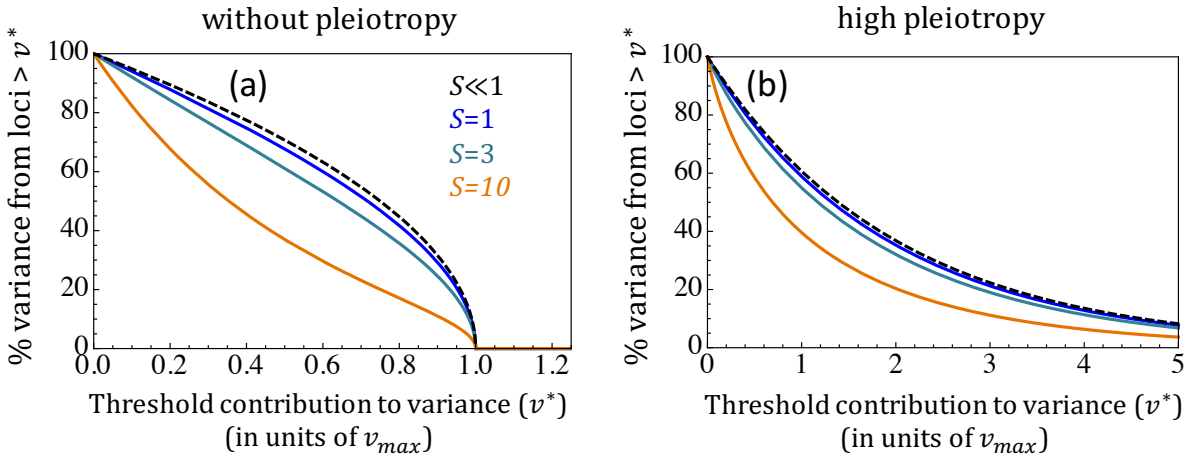 without pleiotropy
% variance from loci > v*
100
80
60
40
20
0
(a)
S≪1
S=1
S=3
S=10
0.0 0.2 0.4 0.6 0.8 1.0 1.2
Threshold contribution to variance (v*)
(in units of vmax)
high pleiotropy
% variance from loci > v*
100
80
60
40
20
0
(b)
0 1 2 3 4 5
Threshold contribution to variance (v*)
(in units of vmax)